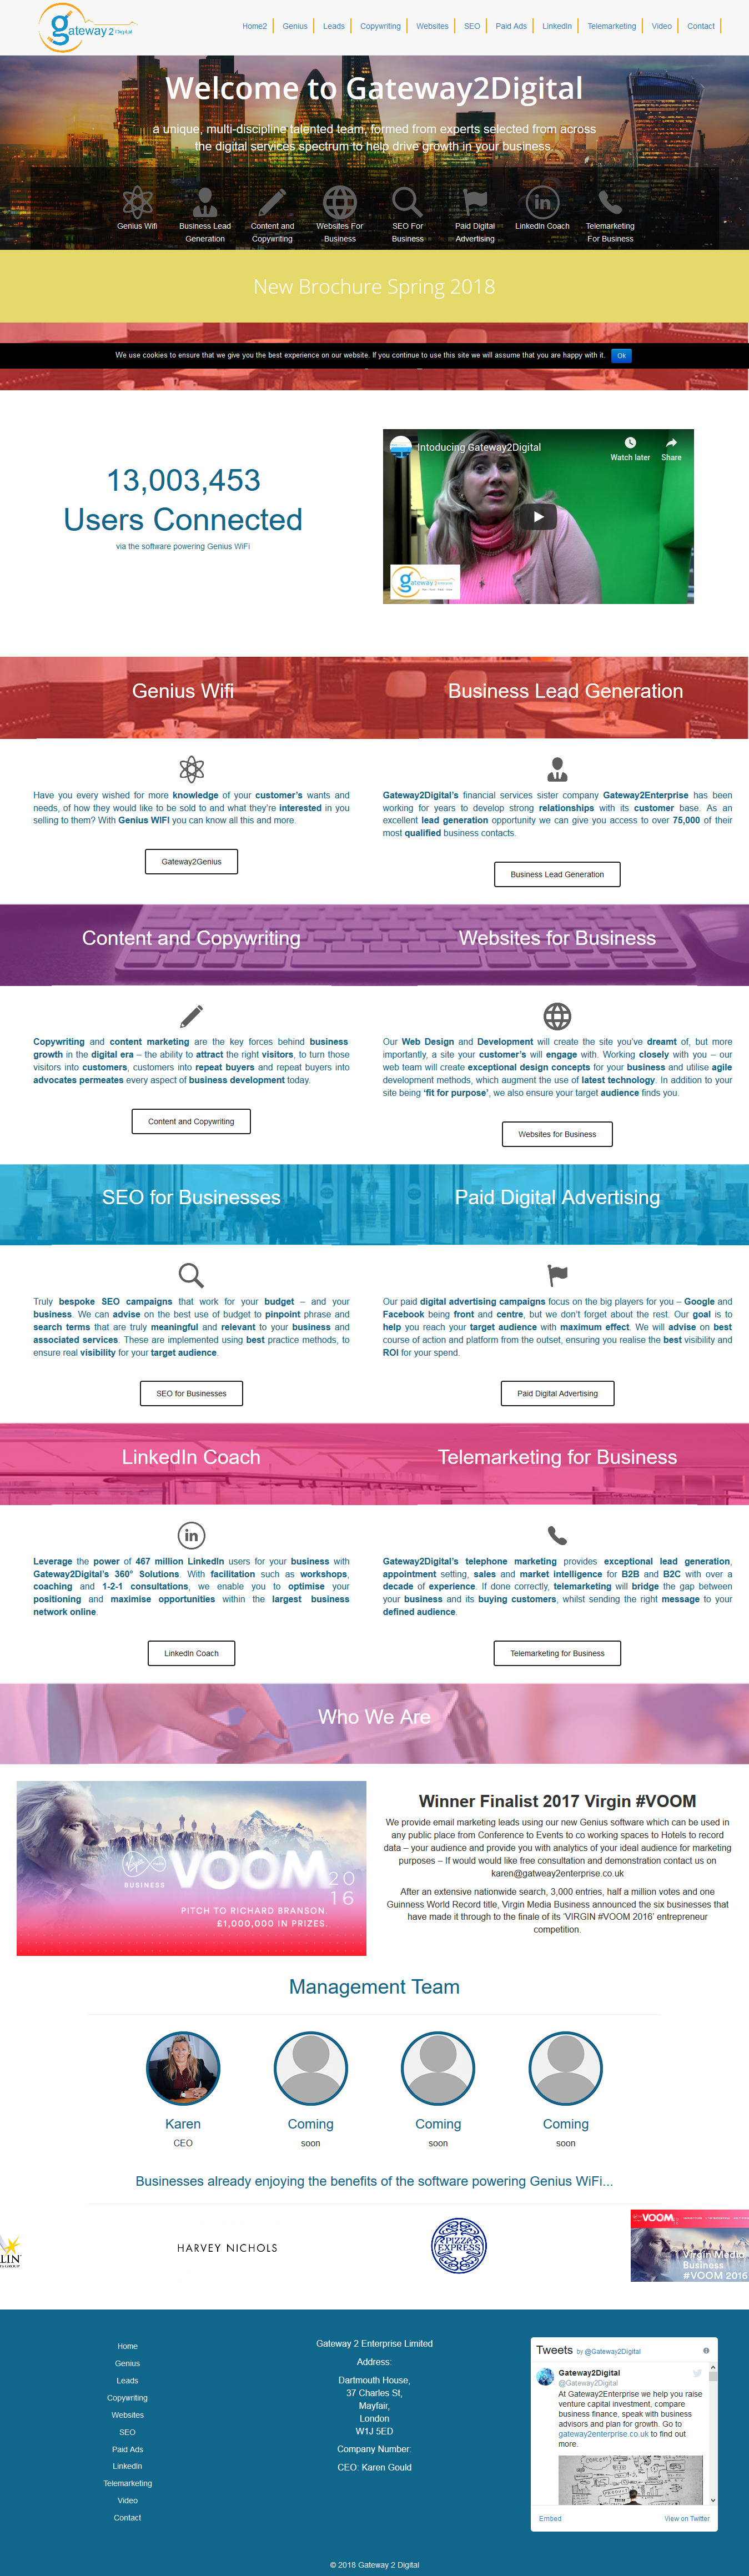 gateway 2 Digital
Home2
Genius
Leads
Copywriting
Websites
SEO
Paid Ads
LinkedIn
Telemarketing
Video
Contact
Welcome to Gateway2Digital
a unique, multi-discipline talented team, formed from experts selected from across
the digital services spectrum to help drive growth in your business.
Genius Wifi
Business Lead
Generation
Content and
Copywriting
Websites For
Business
SEO For
Business
Paid Digital
Advertising
LinkedIn Coach
Telemarketing
For Business
New Brochure Spring 2018
We use cookies to ensure that we give you the best experience on our website. If you continue to use this site we will assume that you are happy with it.
Ok
13,003,453
Users Connected
via the software powering Genius WiFi
Intoducing Gateway2Digital
Watch later
Share
Genius Wifi
Business Lead Generation
Have you every wished for more knowledge of your customer's wants and
needs, of how they would like to be sold to and what they're interested in you
selling to them? With Genius WIFI you can know all this and more.
Gateway2Genius
Gateway2Digital's financial services sister company Gateway2Enterprise has been
working for years to develop strong relationships with its customer base. As an
excellent lead generation opportunity we can give you access to over 75,000 of their
most qualified business contacts.
Business Lead Generation
Content and Copywriting
Websites for Business
Copywriting and content marketing are the key forces behind business
growth in the digital era – the ability to attract the right visitors, to turn those
visitors into customers, customers into repeat buyers and repeat buyers into
advocates permeates every aspect of business development today.
Content and Copywriting
Our Web Design and Development will create the site you've dreamt of, but more
importantly, a site your customer's will engage with. Working closely with you – our
web team will create exceptional design concepts for your business and utilise agile
development methods, which augment the use of latest technology. In addition to your
site being 'fit for purpose', we also ensure your target audience finds you.
Websites for Business
SEO for Businesses
Paid Digital Advertising
Truly bespoke SEO campaigns that work for your budget – and your
business. We can advise on the best use of budget to pinpoint phrase and
search terms that are truly meaningful and relevant to your business and
associated services. These are implemented using best practice methods, to
ensure real visibility for your target audience.
SEO for Businesses
Our paid digital advertising campaigns focus on the big players for you – Google and
Facebook being front and centre, but we don't forget about the rest. Our goal is to
help you reach your target audience with maximum effect. We will advise on best
course of action and platform from the outset, ensuring you realise the best visibility and
ROI for your spend.
Paid Digital Advertising
LinkedIn Coach
Telemarketing for Business
Leverage the power of 467 million LinkedIn users for your business with
Gateway2Digital's 360° Solutions. With facilitation such as workshops,
coaching and 1-2-1 consultations, we enable you to optimise your
positioning and maximise opportunities within the largest business
network online.
LinkedIn Coach
Gateway2Digital's telephone marketing provides exceptional lead generation,
appointment setting, sales and market intelligence for B2B and B2C with over a
decade of experience. If done correctly, telemarketing will bridge the gap between
your business and its buying customers, whilst sending the right message to your
defined audience.
Telemarketing for Business
Who We Are
BUSINESS
VOOM
2016
PITCH TO RICHARD BRANSON.
£1,000,000 IN PRIZES.
Winner Finalist 2017 Virgin #VOOM
We provide email marketing leads using our new Genius software which can be used in
any public place from Conference to Events to co working spaces to Hotels to record
data – your audience and provide you with analytics of your ideal audience for marketing
purposes – If would would like free consultation and demonstration contact us on
karen@gatweay2enterprise.co.uk
After an extensive nationwide search, 3,000 entries, half a million votes and one
Guinness World Record title, Virgin Media Business announced the six businesses that
have made it through to the finale of its 'VIRGIN #VOOM 2016' entrepreneur
competition.
Management Team
Karen
CEO
Coming
soon
Coming
soon
Coming
soon
Businesses already enjoying the benefits of the software powering Genius WiFi...
LIN
HARVEY NICHOLS
PIZZA
EXPRESS
VOOM
Virgin Media
Business
#VOOM 2016
Home
Genius
Leads
Copywriting
Websites
SEO
Paid Ads
LinkedIn
Telemarketing
Video
Contact
Gateway 2 Enterprise Limited
Address:
Dartmouth House,
37 Charles St,
Mayfair,
London
W1J 5ED
Company Number:
CEO: Karen Gould
Tweets by @Gateway2Digital
Gateway2Digital
@Gateway2Digital
At Gateway2Enterprise we help you raise
venture capital investment, compare
business finance, speak with business
advisors and plan for growth. Go to
gateway2enterprise.co.uk to find out
more.
Embed
View on Twitter
© 2018 Gateway 2 Digital